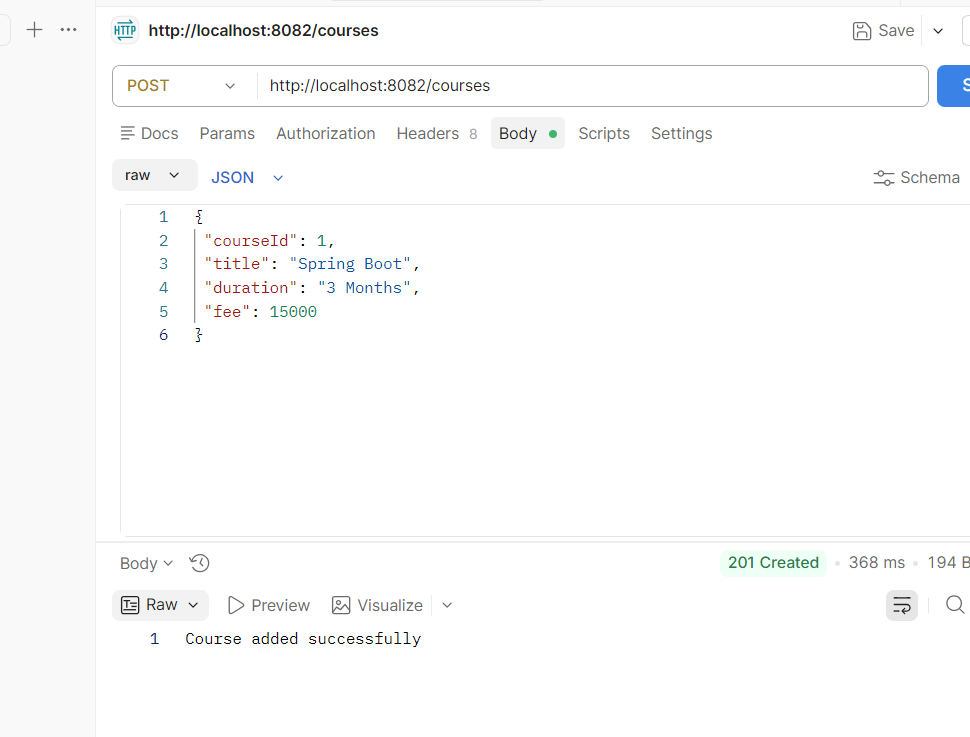 HTTP http://localhost:8082/courses Save
POST http://localhost:8082/courses S
Docs Params Authorization Headers 8 Body Scripts Settings
raw JSON Schema
1 {
2 "courseId": 1,
3 "title": "Spring Boot",
4 "duration": "3 Months",
5 "fee": 15000
6 }
Body 201 Created 368 ms 194 B
Raw Preview Visualize
1 Course added successfully